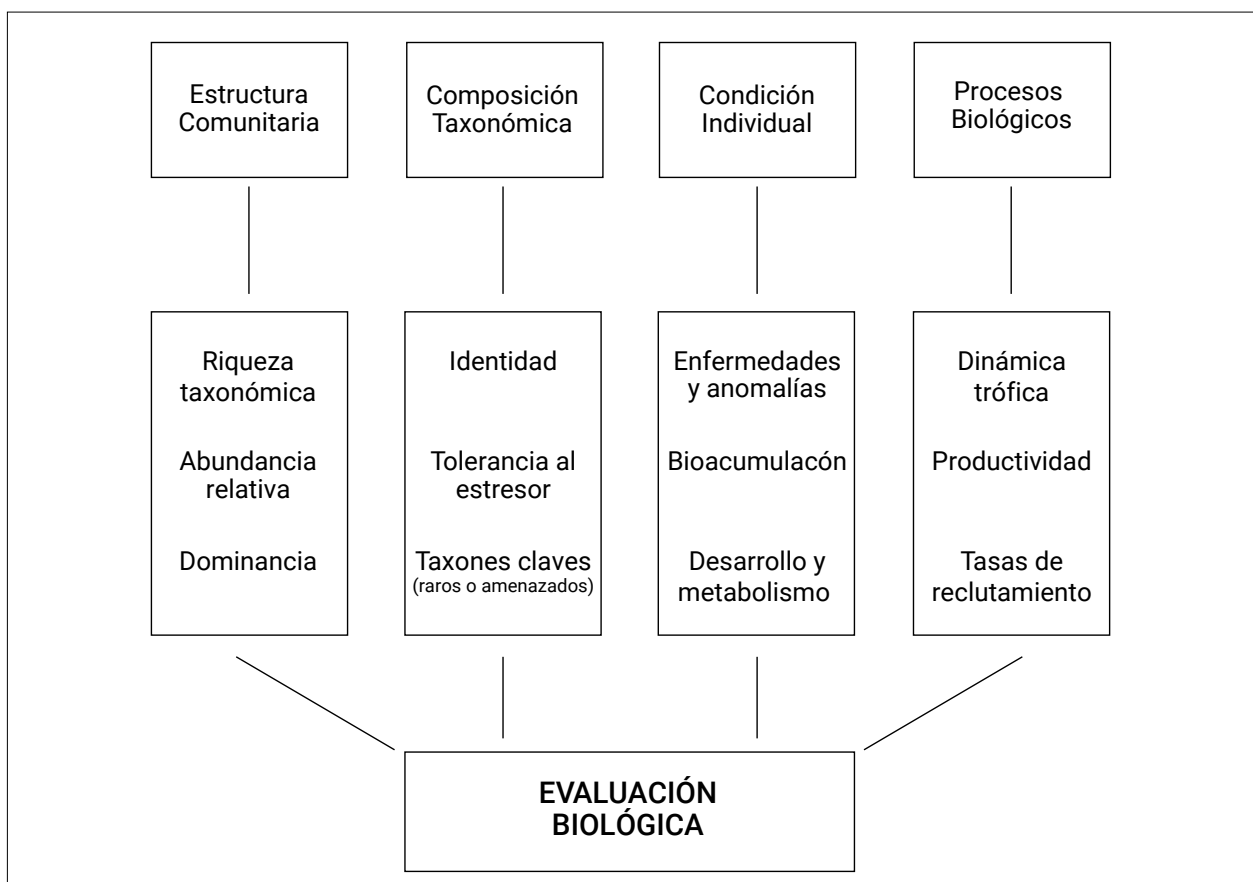 Estructura
Comunitaria
Composición
Taxonómica
Condición
Individual
Procesos
Biológicos
Riqueza
taxonómica
Abundancia
relativa
Dominancia
Identidad
Tolerancia al
estresor
Taxones claves
(raros o amenazados)
Enfermedades
y anomalías
Bioacumulacón
Desarrollo y
metabolismo
Dinámica
trófica
Productividad
Tasas de
reclutamiento
EVALUACIÓN
BIOLÓGICA